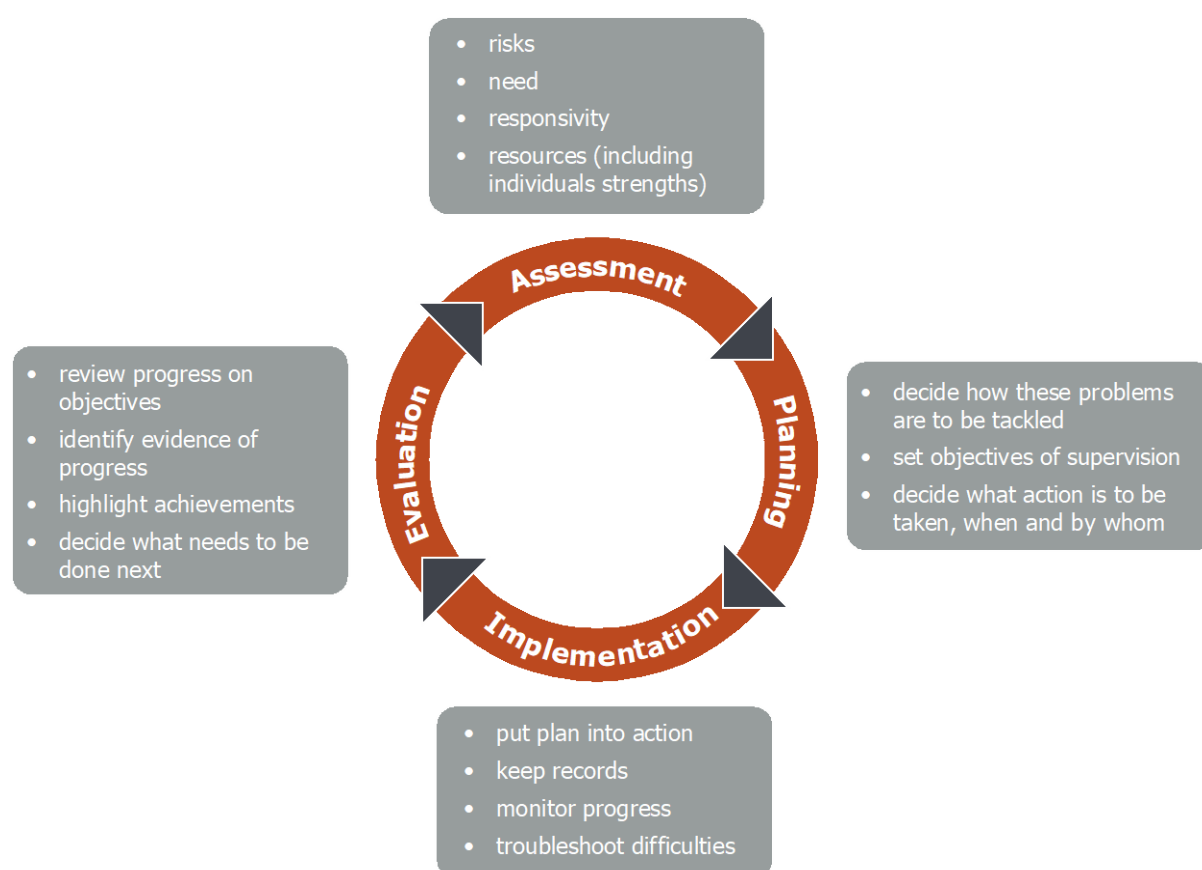 • risks
• need
• responsivity
• resources (including
individuals strengths)
Assessment
Planning
• decide how these problems
are to be tackled
• set objectives of supervision
• decide what action is to be
taken, when and by whom
Implementation
• put plan into action
• keep records
• monitor progress
• troubleshoot difficulties
Evaluation
• review progress on
objectives
• identify evidence of
progress
• highlight achievements
• decide what needs to be
done next